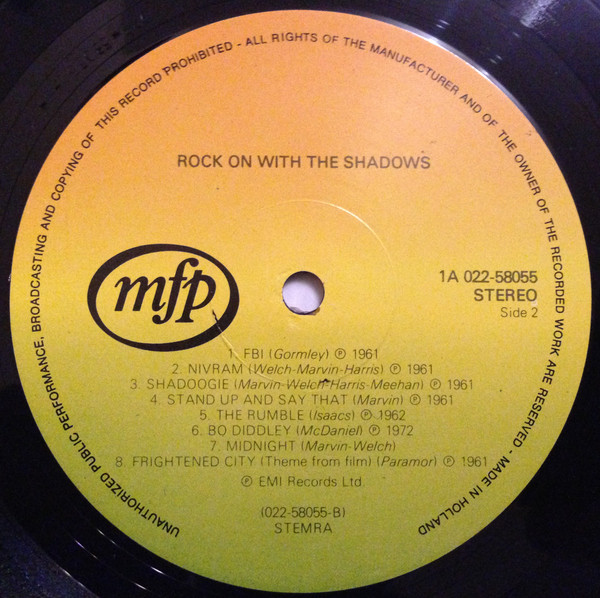 UNAUTHORIZED PUBLIC PERFORMANCE, BROADCASTING AND COPYING OF THIS RECORD PROHIBITED - ALL RIGHTS OF THE MANUFACTURER AND OF THE OWNER OF THE RECORDED WORK ARE RESERVED - MADE IN HOLLAND
ROCK ON WITH THE SHADOWS
mfp
1A 022-58055
STEREO
Side 2
1. FBI (Gormley) ℗ 1961
2. NIVRAM (Welch-Marvin-Harris) ℗ 1961
3. SHADOOGIE (Marvin-Welch-Harris-Meehan) ℗ 1961
4. STAND UP AND SAY THAT (Marvin) ℗ 1961
5. THE RUMBLE (Isaacs) ℗ 1962
6. BO DIDDLEY (McDaniel) ℗ 1972
7. MIDNIGHT (Marvin-Welch)
8. FRIGHTENED CITY (Theme from film) (Paramor) ℗ 1961
℗ EMI Records Ltd.
(022-58055-B)
STEMRA